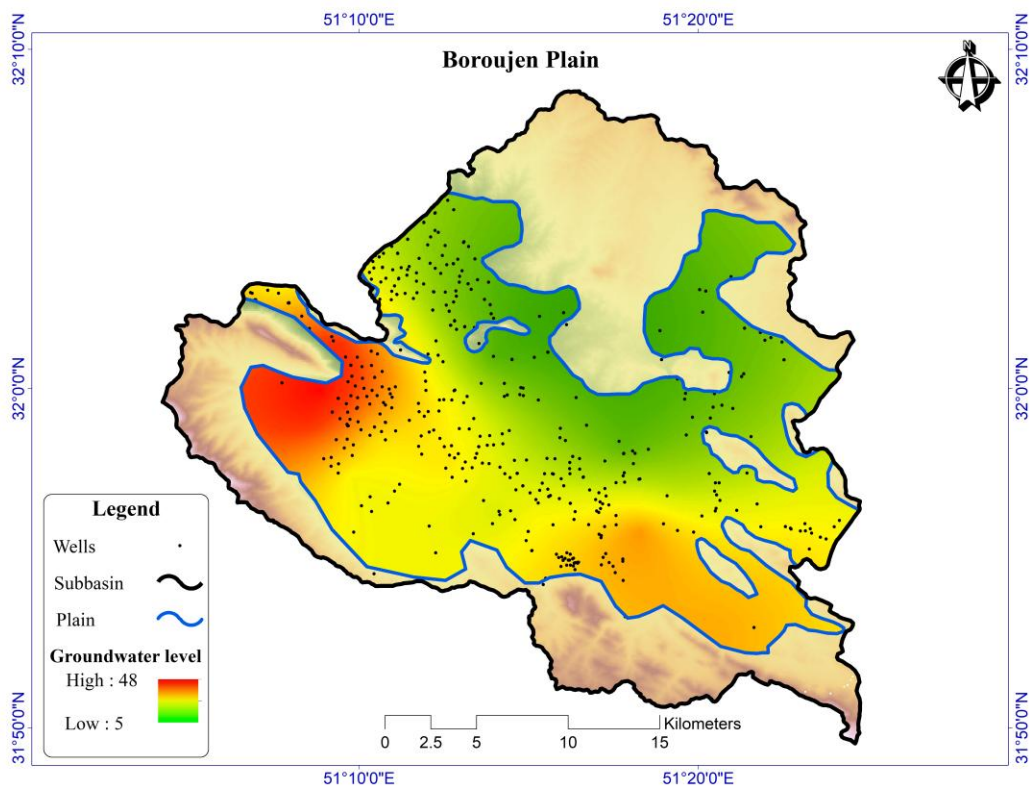 51°10'0"E
51°20'0"E
32°10'0"N
32°10'0"N
Boroujen Plain
N
32°0'0"N
32°0'0"N
Legend
Wells
Subbasin
Plain
Groundwater level
High : 48
Low : 5
Kilometers
0 2.5 5 10 15
31°50'0"N
31°50'0"N
51°10'0"E
51°20'0"E